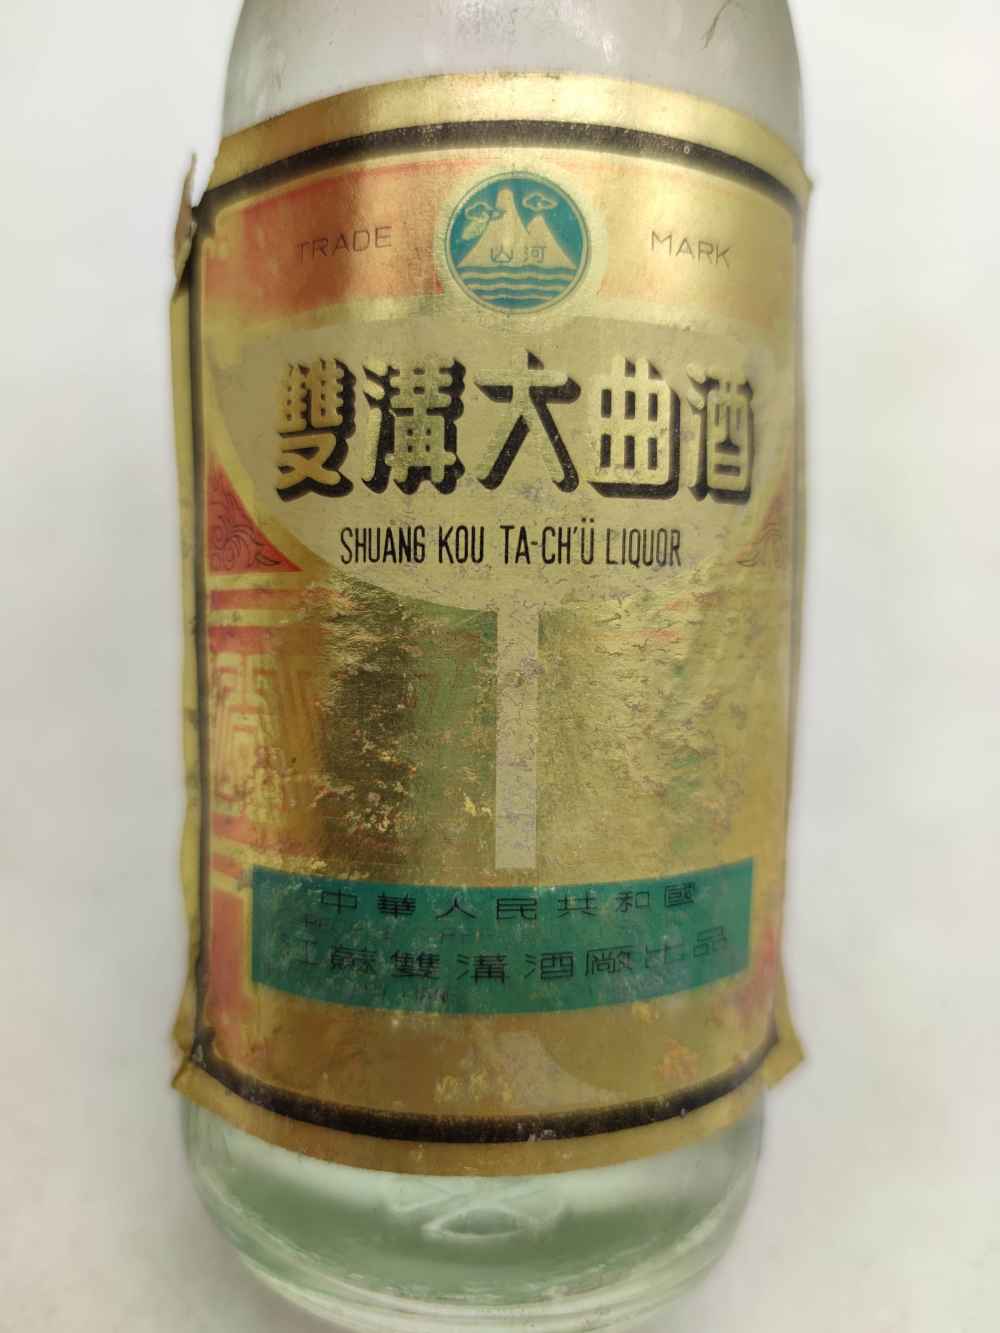 TRADE MARK
山河
雙溝大曲酒
SHUANG KOU TA-CH'Ü LIQUOR
中華人民共和國
江蘇雙溝酒廠出品